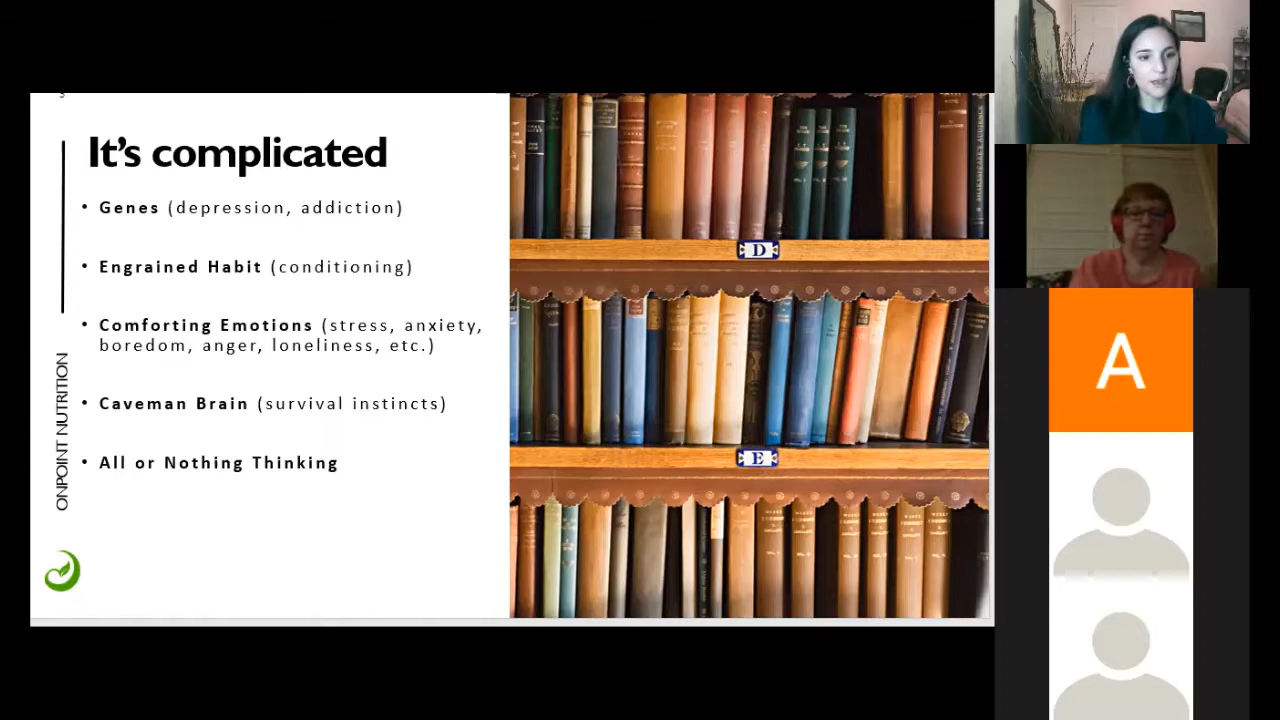 It's complicated
• Genes (depression, addiction)
• Engrained Habit (conditioning)
• Comforting Emotions (stress, anxiety,
boredom, anger, loneliness, etc.)
• Caveman Brain (survival instincts)
• All or Nothing Thinking
ONPOINT NUTRITION
D
E
A